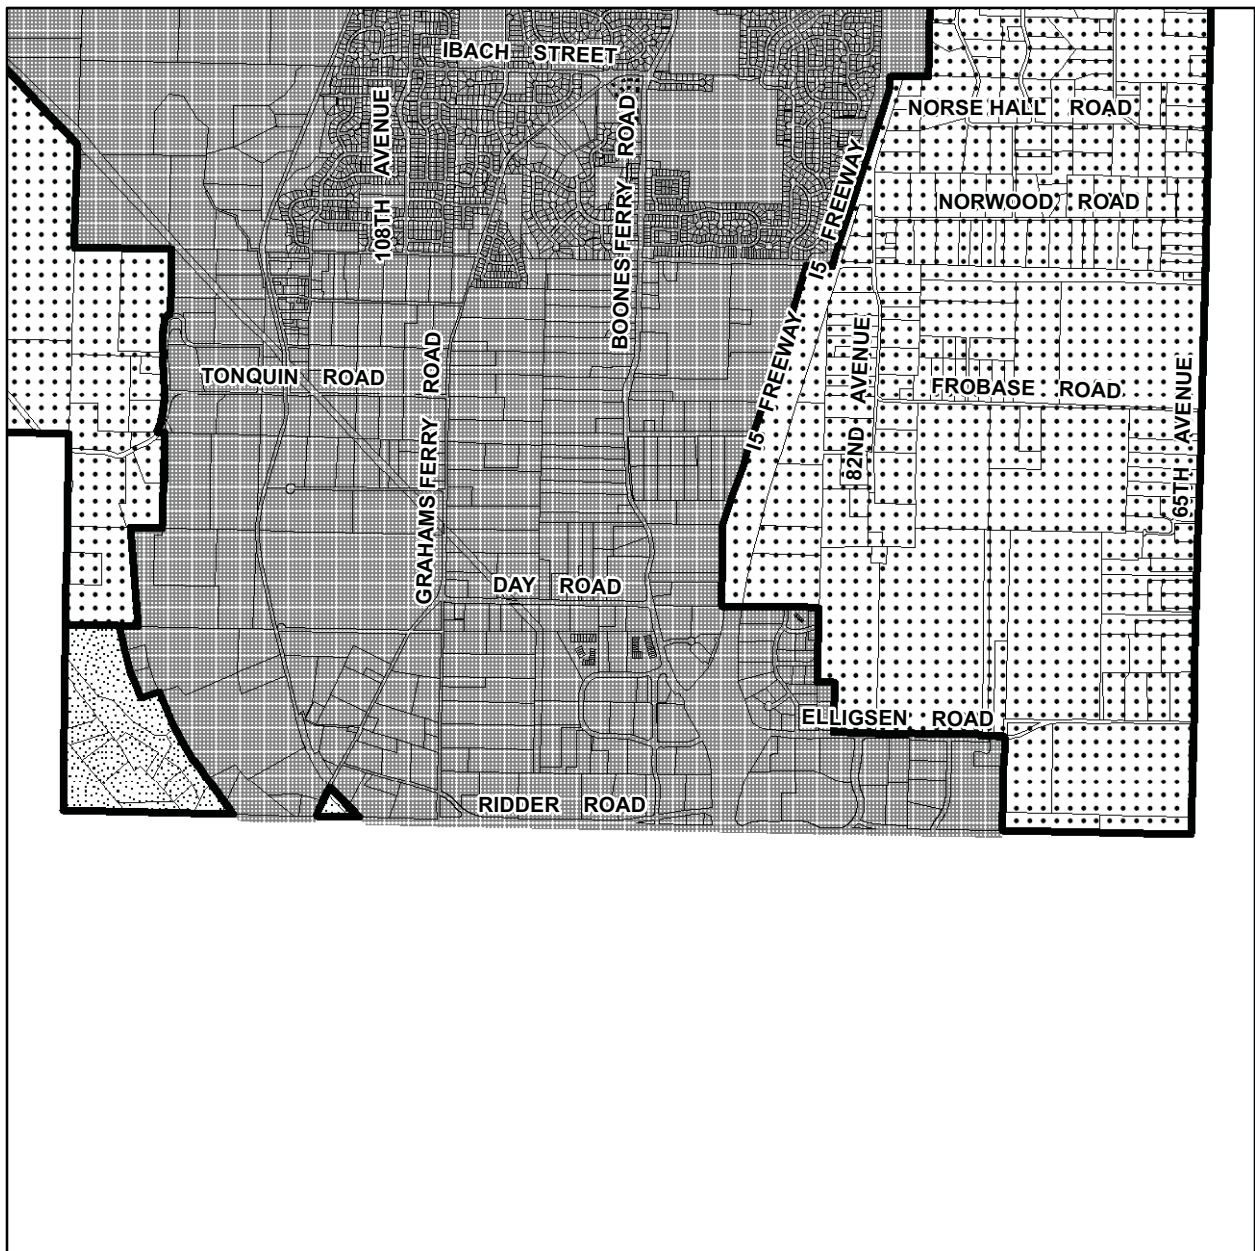 IBACH STREET
NORSE HALL ROAD
108TH AVENUE
BOONES FERRY ROAD
I5 FREEWAY
NORWOOD ROAD
I5 FREEWAY
82ND AVENUE
TONQUIN ROAD
GRAHAMS FERRY ROAD
FROBASE ROAD
65TH AVENUE
DAY ROAD
ELLIGSEN ROAD
RIDDER ROAD